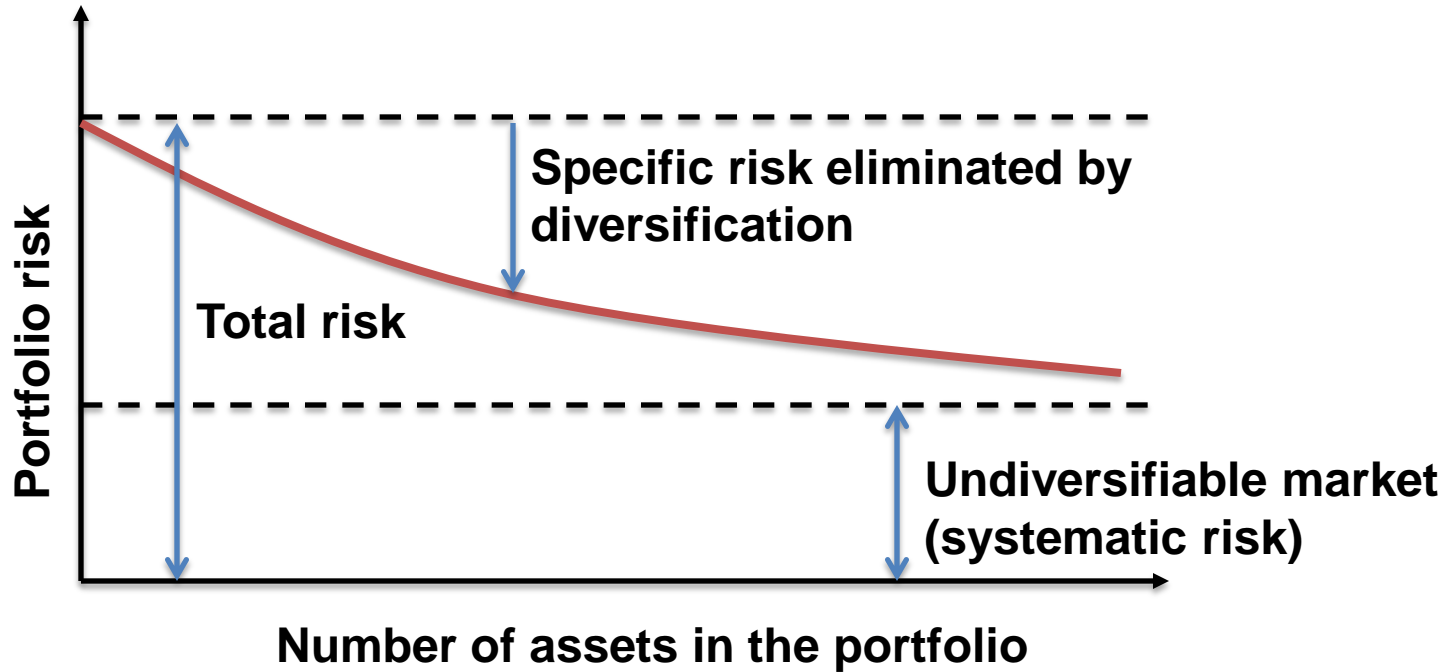 Portfolio risk
Specific risk eliminated by
diversification
Total risk
Undiversifiable market
(systematic risk)
Number of assets in the portfolio